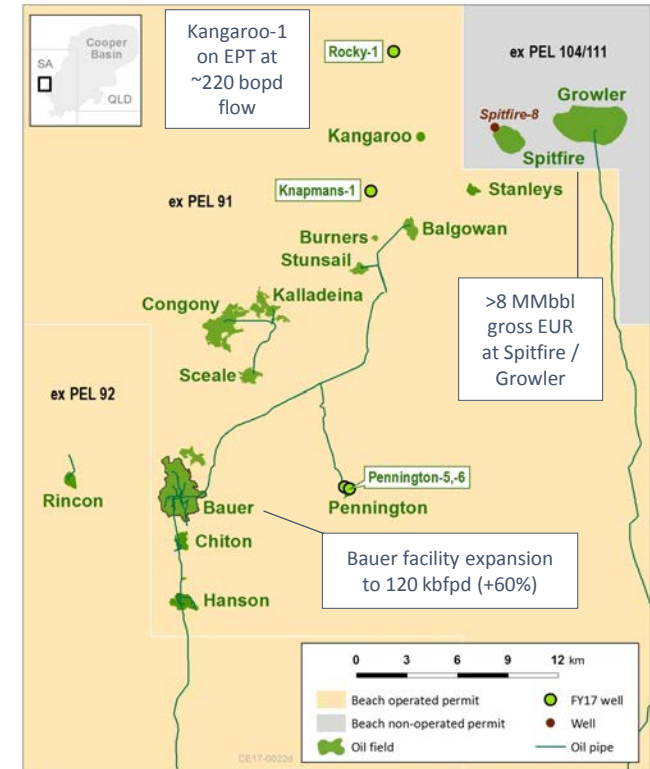 Cooper
Basin
SA
QLD
Kangaroo-1
on EPT at
~220 bopd
flow
Rocky-1
ex PEL 104/111
Growler
Spitfire-8
Spitfire
Kangaroo
Knapmans-1
Stanleys
ex PEL 91
Burners
Balgowan
Stunsail
Kalladeina
Congony
>8 MMbbl
gross EUR
at Spitfire /
Growler
Sceale
ex PEL 92
Pennington-5,-6
Rincon
Bauer
Pennington
Chiton
Bauer facility expansion
to 120 kbfpd (+60%)
Hanson
0 3 6 9 12 km
Beach operated permit
FY17 well
Beach non-operated permit
Well
Oil field
Oil pipe
CE17-0022d